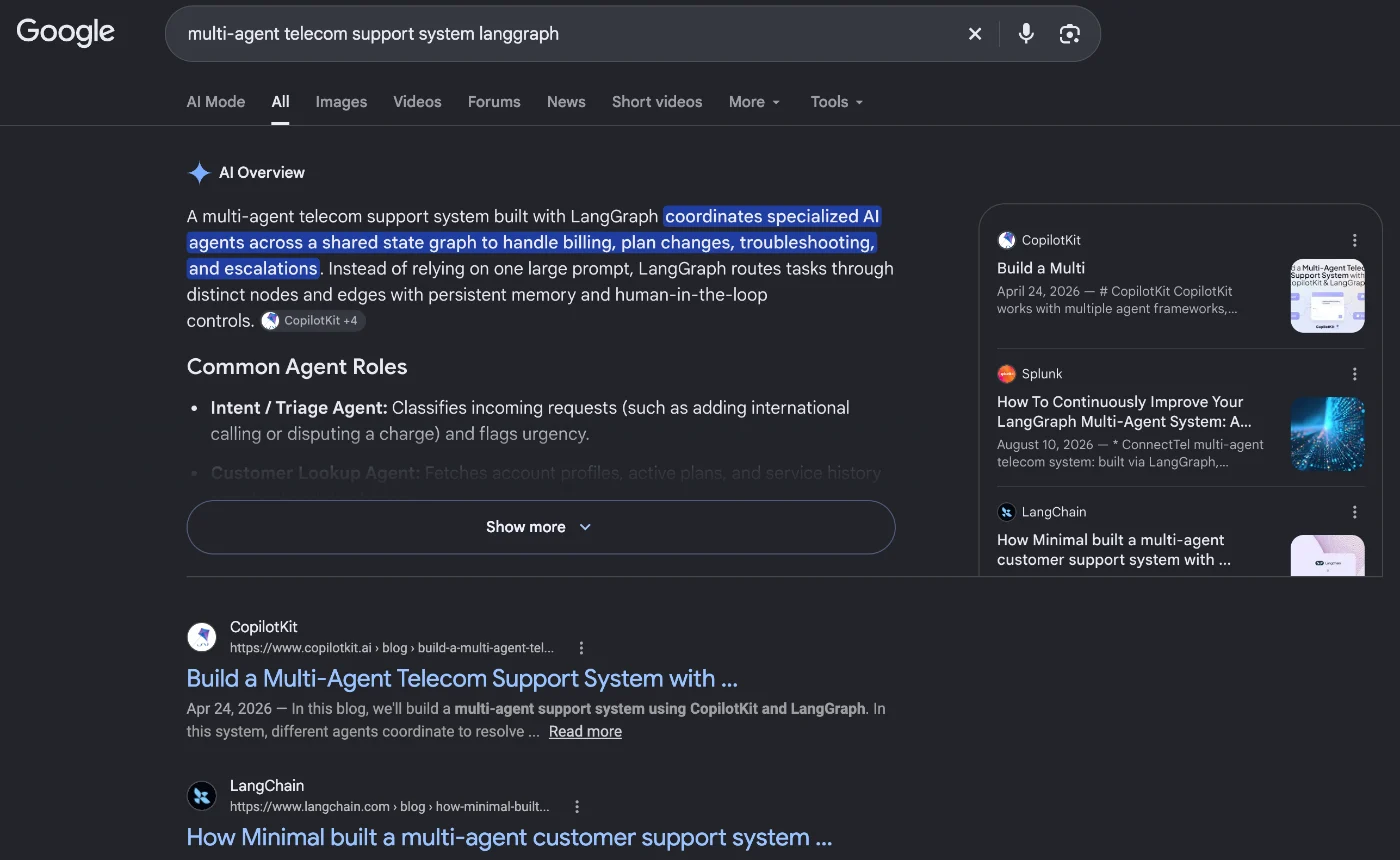 Google
multi-agent telecom support system langgraph
AI Mode
All
Images
Videos
Forums
News
Short videos
More
Tools
AI Overview
A multi-agent telecom support system built with LangGraph coordinates specialized AI
agents across a shared state graph to handle billing, plan changes, troubleshooting,
and escalations. Instead of relying on one large prompt, LangGraph routes tasks through
distinct nodes and edges with persistent memory and human-in-the-loop
controls. CopilotKit +4
Common Agent Roles
• Intent / Triage Agent: Classifies incoming requests (such as adding international
calling or disputing a charge) and flags urgency.
• Customer Lookup Agent: Fetches account profiles, active plans, and service history
Show more
CopilotKit
Build a Multi
April 24, 2026 — # CopilotKit CopilotKit
works with multiple agent frameworks,...
d a Multi-Agent Telec
Support System with
opilotKit & LangGrap
CopilotKit
Splunk
How To Continuously Improve Your
LangGraph Multi-Agent System: A...
August 10, 2026 — * ConnectTel multi-agent
telecom system: built via LangGraph,...
LangChain
How Minimal built a multi-agent
customer support system with ...
LangChain
CopilotKit
https://www.copilotkit.ai › blog › build-a-multi-agent-tel...
Build a Multi-Agent Telecom Support System with ...
Apr 24, 2026 — In this blog, we'll build a multi-agent support system using CopilotKit and LangGraph. In
this system, different agents coordinate to resolve ... Read more
LangChain
https://www.langchain.com › blog › how-minimal-built...
How Minimal built a multi-agent customer support system ...